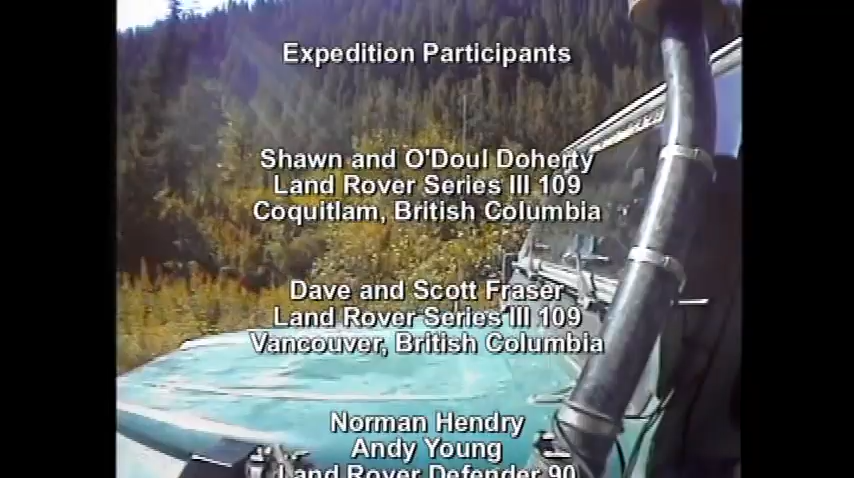 Expedition Participants
Shawn and O'Doul Doherty
Land Rover Series III 109
Coquitlam, British Columbia
Dave and Scott Fraser
Land Rover Series III 109
Vancouver, British Columbia
Norman Hendry
Andy Young
Land Rover Defender 90